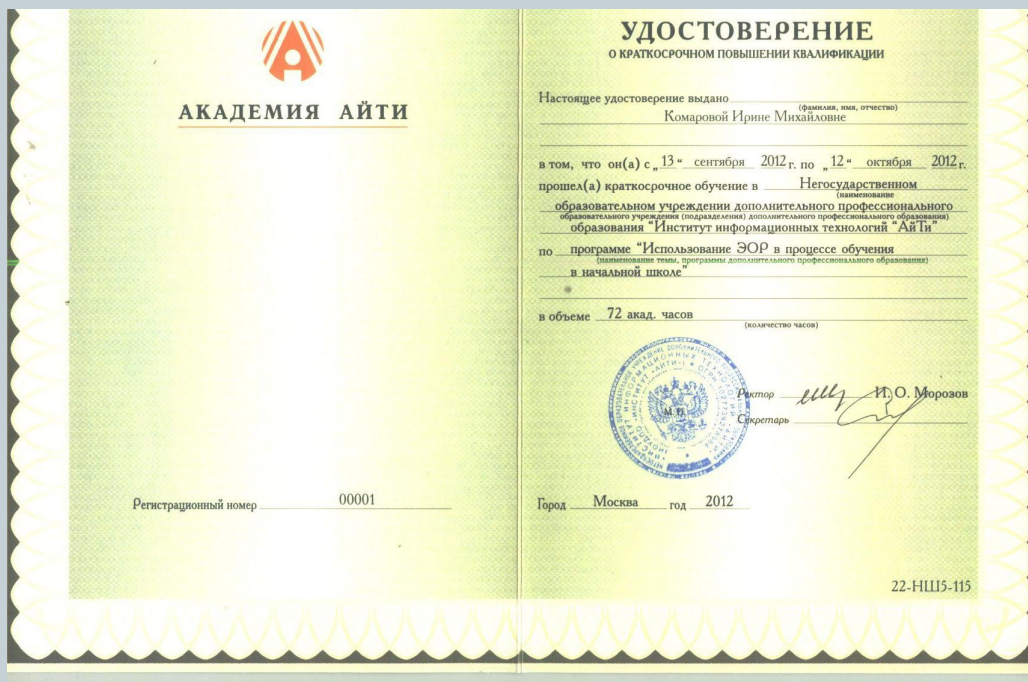 АКАДЕМИЯ АЙТИ
Регистрационный номер 00001
УДОСТОВЕРЕНИЕ
О КРАТКОСРОЧНОМ ПОВЫШЕНИИ КВАЛИФИКАЦИИ
Настоящее удостоверение выдано
(фамилия, имя, отчество)
Комаровой Ирине Михайловне
в том, что он(а) с „13“ сентября 2012 г. по „12“ октября 2012 г.
прошел(а) краткосрочное обучение в Негосударственном
(наименование
образовательном учреждении дополнительного профессионального
образовательного учреждения (подразделения) дополнительного профессионального образования)
образования "Институт информационных технологий "АйТи"
по программе "Использование ЭОР в процессе обучения
(наименование темы, программы дополнительного профессионального образования)
в начальной школе"
в объеме 72 акад. часов
(количество часов)
М.П.
Ректор И. О. Морозов
Секретарь
Город Москва год 2012
22-НШ5-115